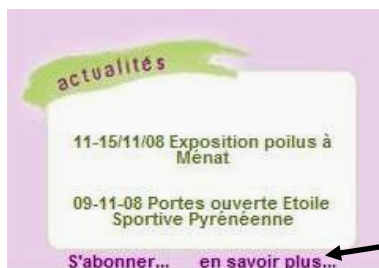 actualités
11-15/11/08 Exposition poilus à
Ménat
09-11-08 Portes ouverte Etoile
Sportive Pyrénéenne
S'abonner... en savoir plus...